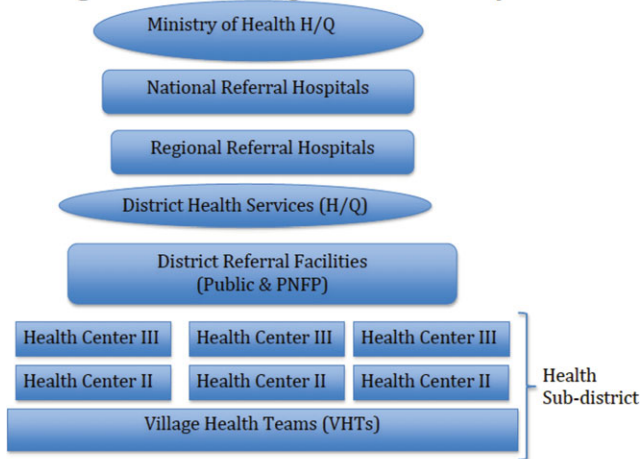 Ministry of Health H/Q
National Referral Hospitals
Regional Referral Hospitals
District Health Services (H/Q)
District Referral Facilities
(Public & PNFP)
Health Center III Health Center III Health Center III
Health Center II Health Center II Health Center II
Health
Sub-district
Village Health Teams (VHTs)